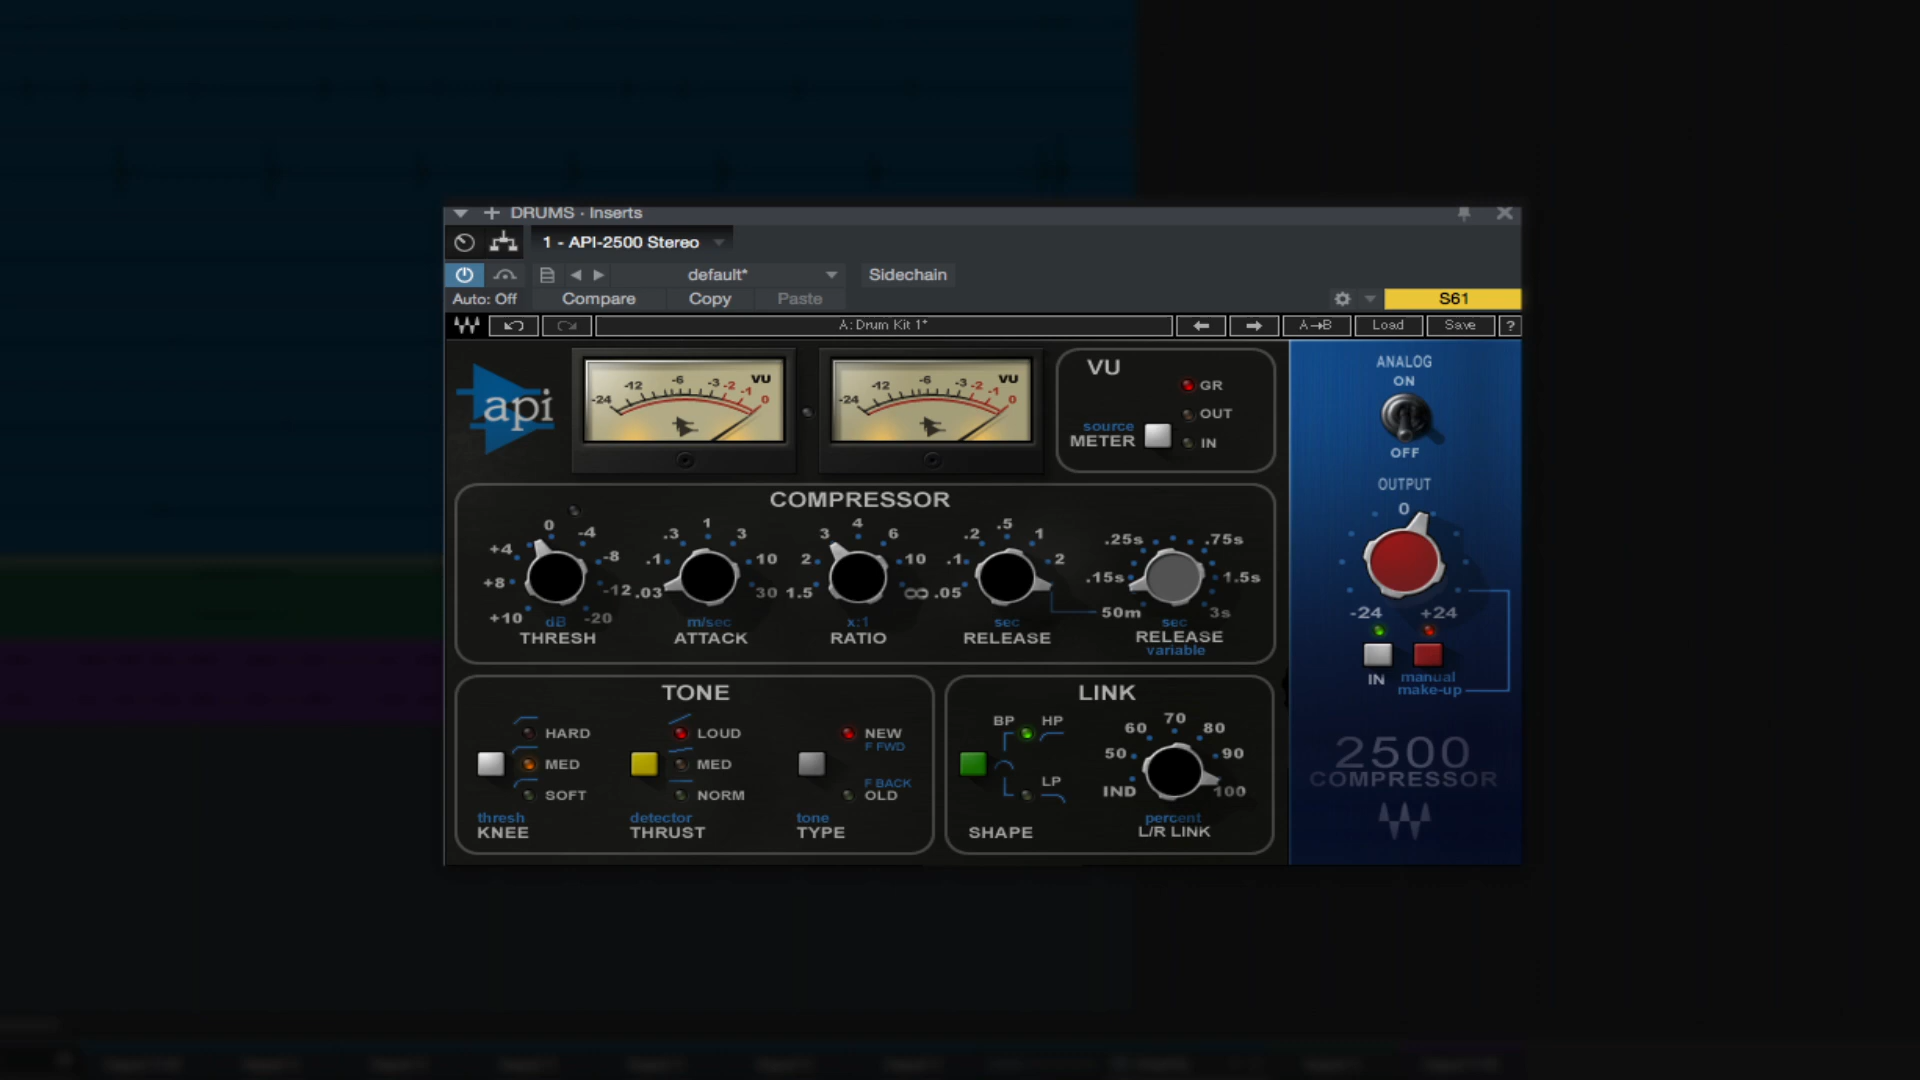 DRUMS · Inserts
1 - API-2500 Stereo
default*
Sidechain
Auto: Off
Compare
Copy
Paste
S61
A: Drum Kit 1*
A→B
Load
Save
?
api
-24 -12 -6 -3 -2 -1 0 VU
-24 -12 -6 -3 -2 -1 0 VU
VU
GR
OUT
IN
source
METER
ANALOG
ON
OFF
OUTPUT
0
-24 +24
IN
manual
make-up
COMPRESSOR
+10 +8 +4 0 -4 -8 -12 -20
dB
THRESH
.03 .1 .3 1 3 10 30
m/sec
ATTACK
1.5 2 3 4 6 10 ∞
x:1
RATIO
.05 .1 .2 .5 1 2
sec
RELEASE
50m .15s .25s .75s 1.5s 3s
sec
RELEASE
variable
TONE
HARD
MED
SOFT
thresh
KNEE
LOUD
MED
NORM
detector
THRUST
NEW
F FWD
F BACK
OLD
tone
TYPE
LINK
BP HP
LP
SHAPE
IND 50 60 70 80 90 100
percent
L/R LINK
2500
COMPRESSOR